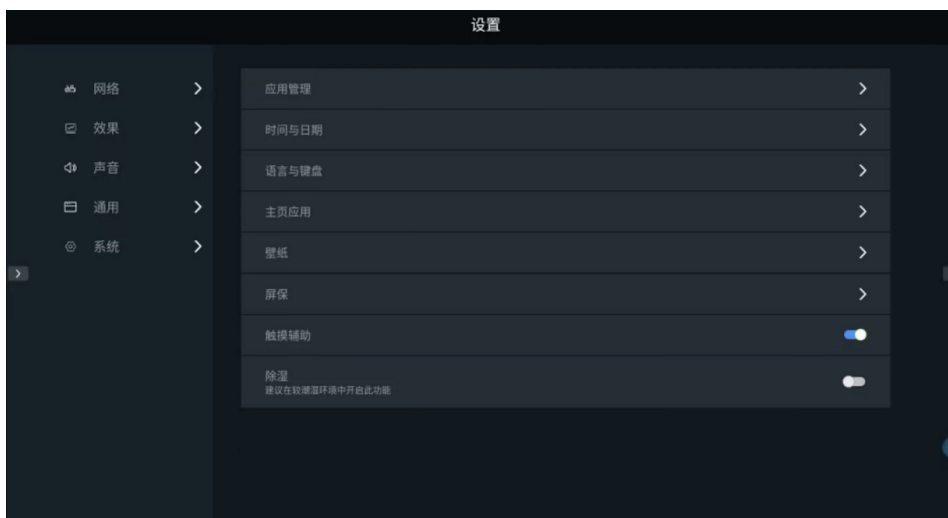 设置
网络
效果
声音
通用
系统
应用管理
时间与日期
语言与键盘
主页应用
壁纸
屏保
触摸辅助
除湿
建议在较潮湿环境中开启此功能